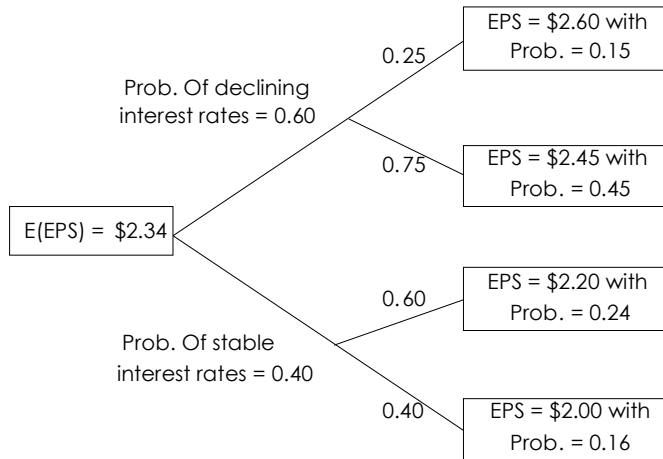 EPS = $2.60 with
Prob. = 0.15
0.25
Prob. Of declining
interest rates = 0.60
0.75
EPS = $2.45 with
Prob. = 0.45
E(EPS) = $2.34
EPS = $2.20 with
Prob. = 0.24
0.60
Prob. Of stable
interest rates = 0.40
0.40
EPS = $2.00 with
Prob. = 0.16